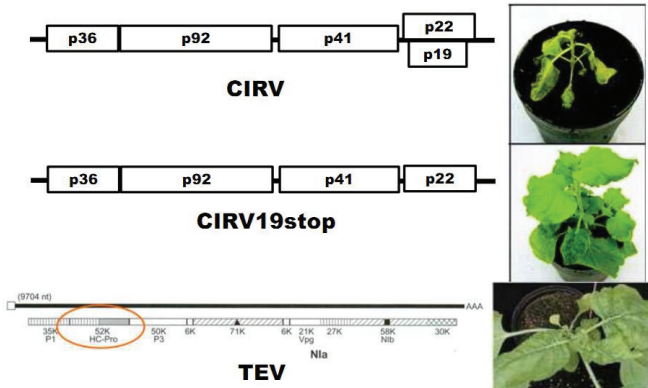 p36 p92 p41 p22
p19
CIRV
p36 p92 p41 p22
CIRV19stop
(9704 nt)
AAA
35K 52K 50K 6K 71K 6K 21K 27K 58K 30K
P1 HC-Pro P3 Vpg NIb
NIa
TEV